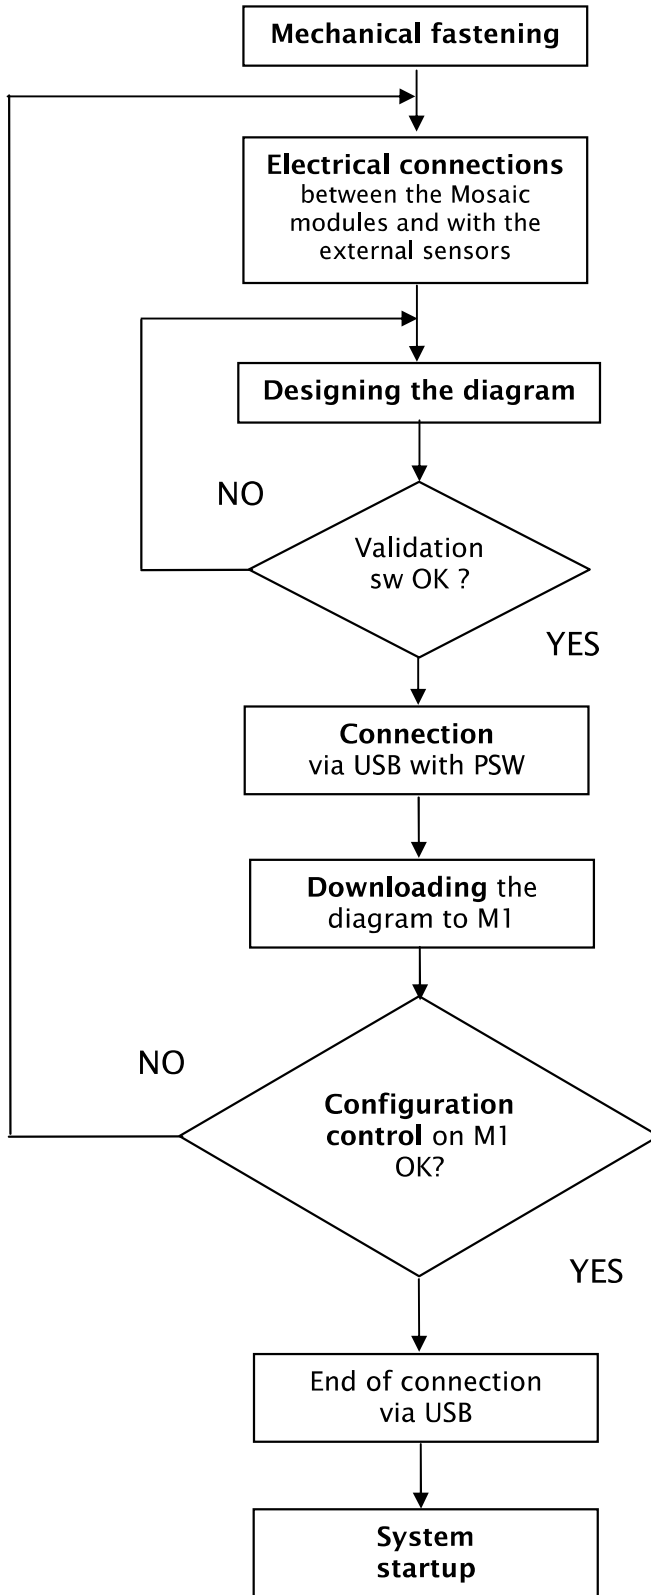 Mechanical fastening
Electrical connections
between the Mosaic
modules and with the
external sensors
Designing the diagram
NO
Validation
sw OK ?
YES
Connection
via USB with PSW
Downloading the
diagram to M1
NO
Configuration
control on M1
OK?
YES
End of connection
via USB
System
startup